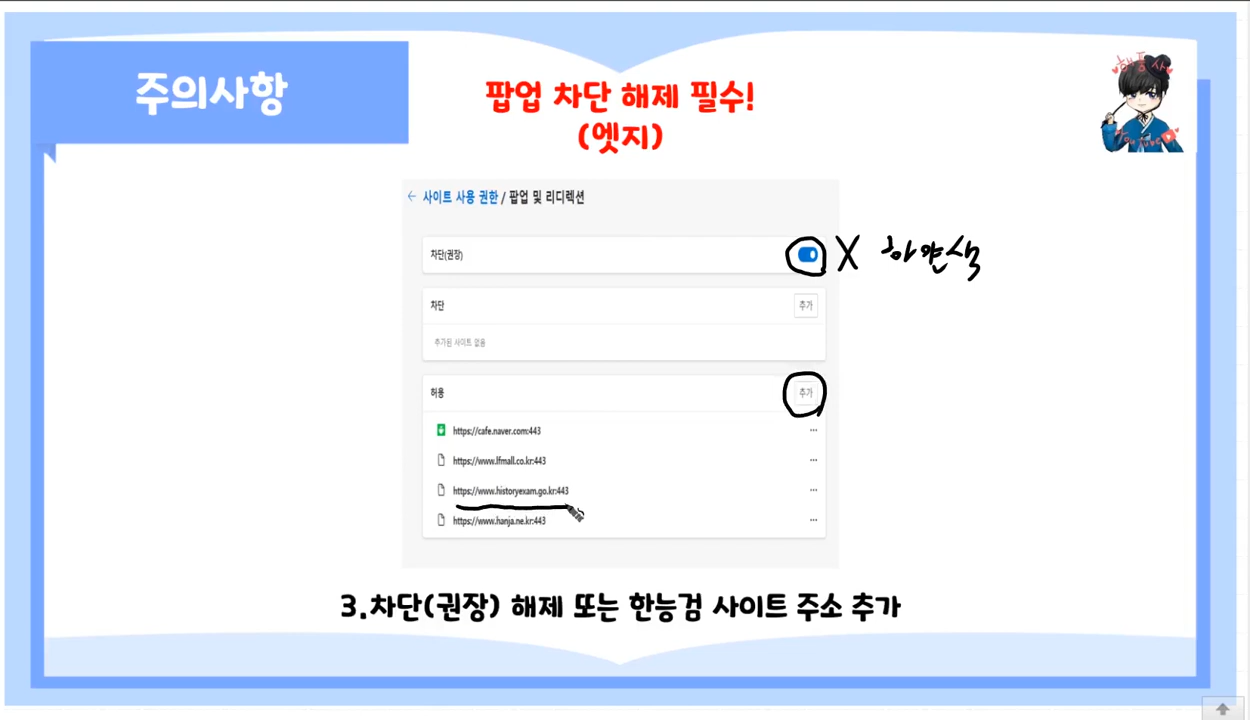 주의사항
팝업 차단 해제 필수!
(엣지)
해품사
YouTube
← 사이트 사용 권한 / 팝업 및 리디렉션
차단(권장)
X 하얀색
차단 추가
추가된 사이트 없음
허용 추가
https://cafe.naver.com:443
https://www.lfmall.co.kr:443
https://www.historyexam.go.kr:443
https://www.hanja.ne.kr:443
3.차단(권장) 해제 또는 한능검 사이트 주소 추가